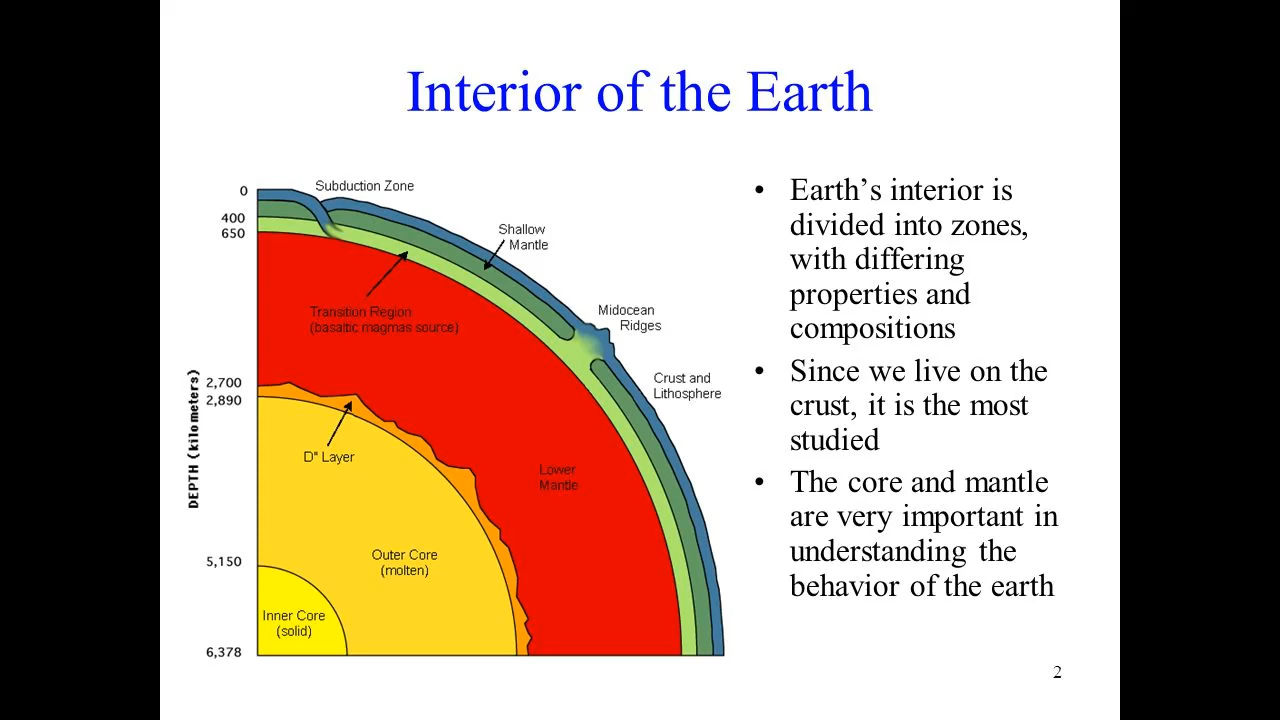 Interior of the Earth
0
400
650
2,700
2,890
5,150
6,378
DEPTH (kilometers)
Subduction Zone
Shallow
Mantle
Transition Region
(basaltic magmas source)
Midocean
Ridges
Crust and
Lithosphere
D" Layer
Lower
Mantle
Outer Core
(molten)
Inner Core
(solid)
• Earth’s interior is
divided into zones,
with differing
properties and
compositions
• Since we live on the
crust, it is the most
studied
• The core and mantle
are very important in
understanding the
behavior of the earth
2